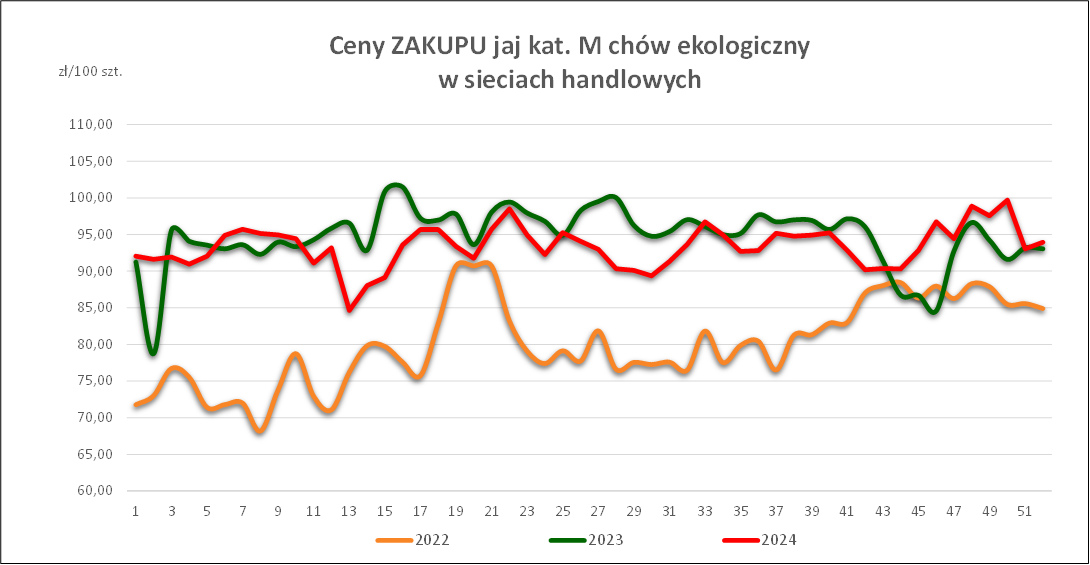 Ceny ZAKUPU jaj kat. M chów ekologiczny
w sieciach handlowych
zł/100 szt.
110,00
105,00
100,00
95,00
90,00
85,00
80,00
75,00
70,00
65,00
60,00
1 3 5 7 9 11 13 15 17 19 21 23 25 27 29 31 33 35 37 39 41 43 45 47 49 51
2022 2023 2024